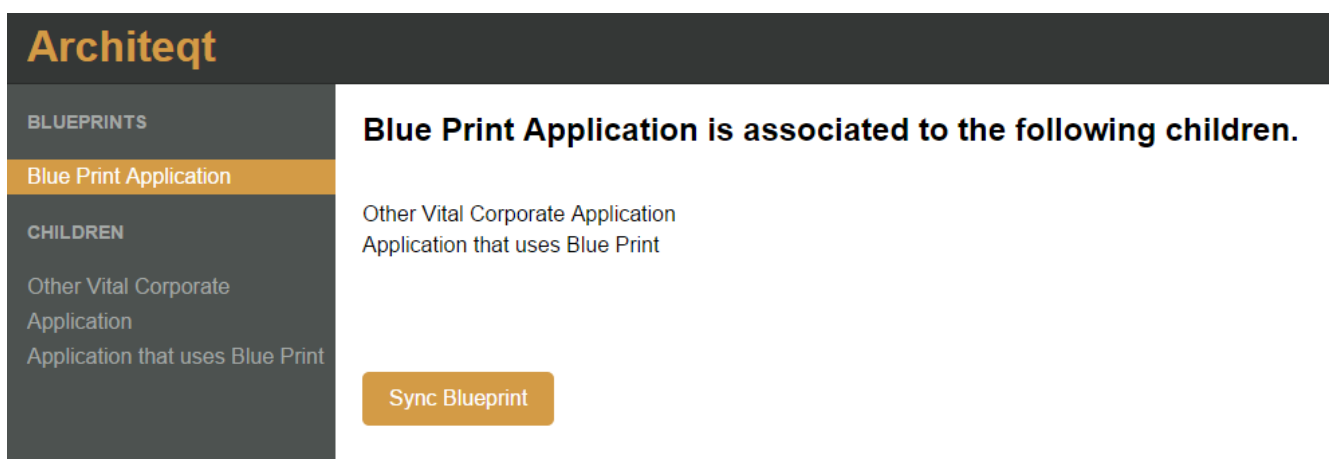 Architeqt
BLUEPRINTS
Blue Print Application
CHILDREN
Other Vital Corporate
Application
Application that uses Blue Print
Blue Print Application is associated to the following children.
Other Vital Corporate Application
Application that uses Blue Print
Sync Blueprint